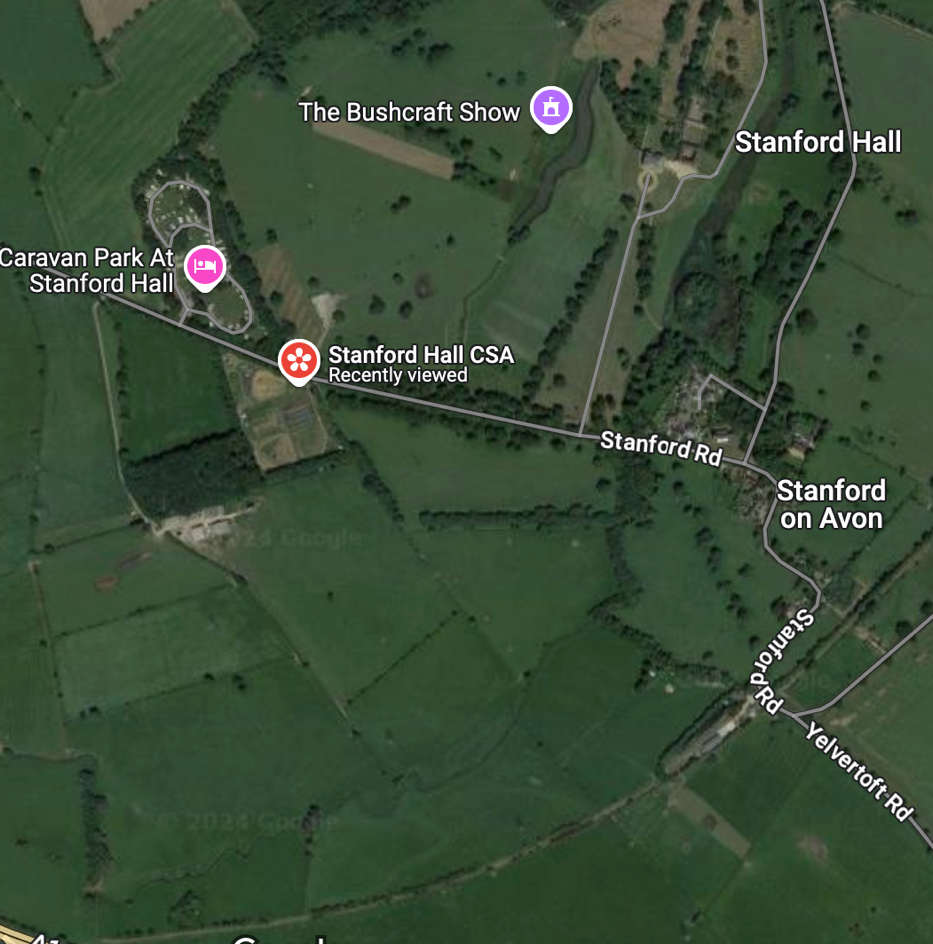 The Bushcraft Show
Stanford Hall
Caravan Park At
Stanford Hall
Stanford Hall CSA
Recently viewed
Stanford Rd
Stanford
on Avon
2024 Google
Stanford Rd
Yelvertoft Rd
© 2024 Google